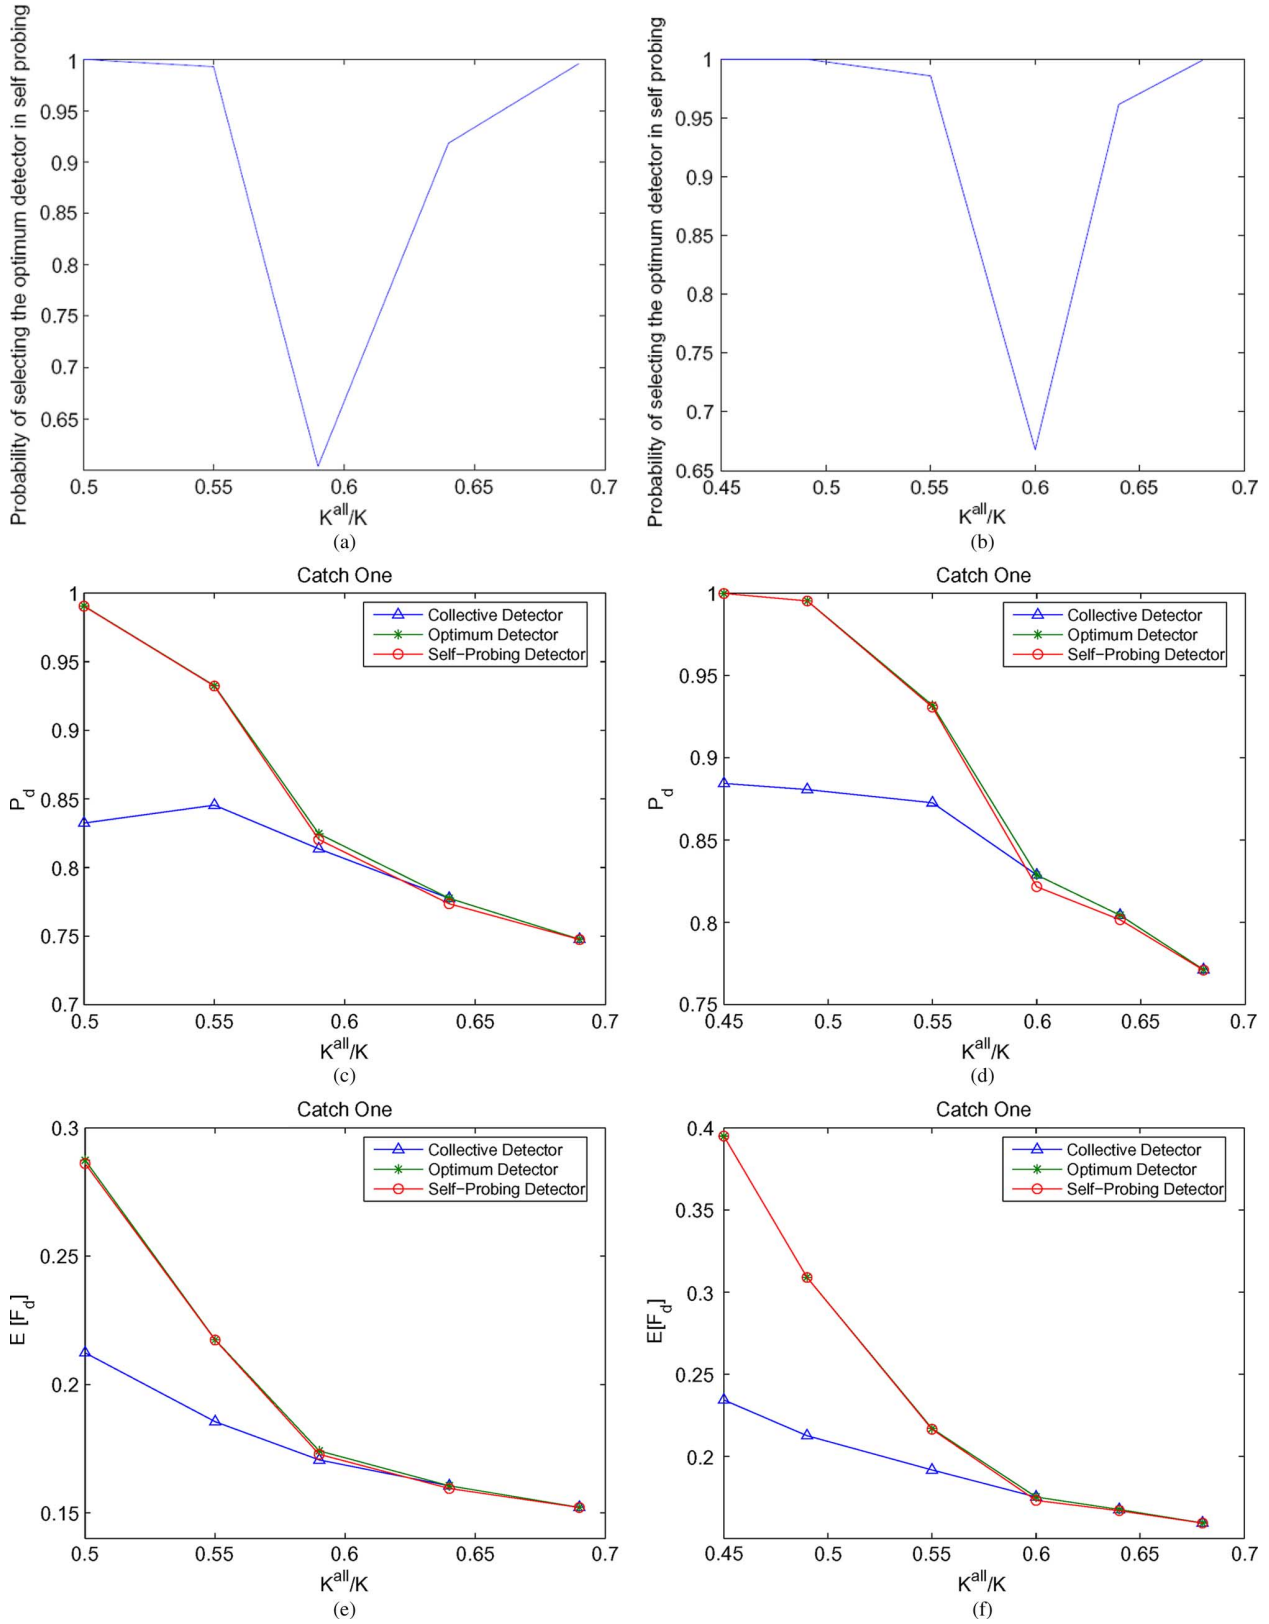 Probability of selecting the optimum detector in self probing
1
0.95
0.9
0.85
0.8
0.75
0.7
0.65
0.5 0.55 0.6 0.65 0.7
K^all/K
(a)
Probability of selecting the optimum detector in self probing
1
0.95
0.9
0.85
0.8
0.75
0.7
0.65
0.45 0.5 0.55 0.6 0.65 0.7
K^all/K
(b)
Catch One
Collective Detector
Optimum Detector
Self-Probing Detector
P_d
1
0.95
0.9
0.85
0.8
0.75
0.7
0.5 0.55 0.6 0.65 0.7
K^all/K
(c)
Catch One
Collective Detector
Optimum Detector
Self-Probing Detector
P_d
1
0.95
0.9
0.85
0.8
0.75
0.45 0.5 0.55 0.6 0.65 0.7
K^all/K
(d)
Catch One
Collective Detector
Optimum Detector
Self-Probing Detector
E [F_d]
0.3
0.25
0.2
0.15
0.5 0.55 0.6 0.65 0.7
K^all/K
(e)
Catch One
Collective Detector
Optimum Detector
Self-Probing Detector
E[F_d]
0.4
0.35
0.3
0.25
0.2
0.45 0.5 0.55 0.6 0.65 0.7
K^all/K
(f)